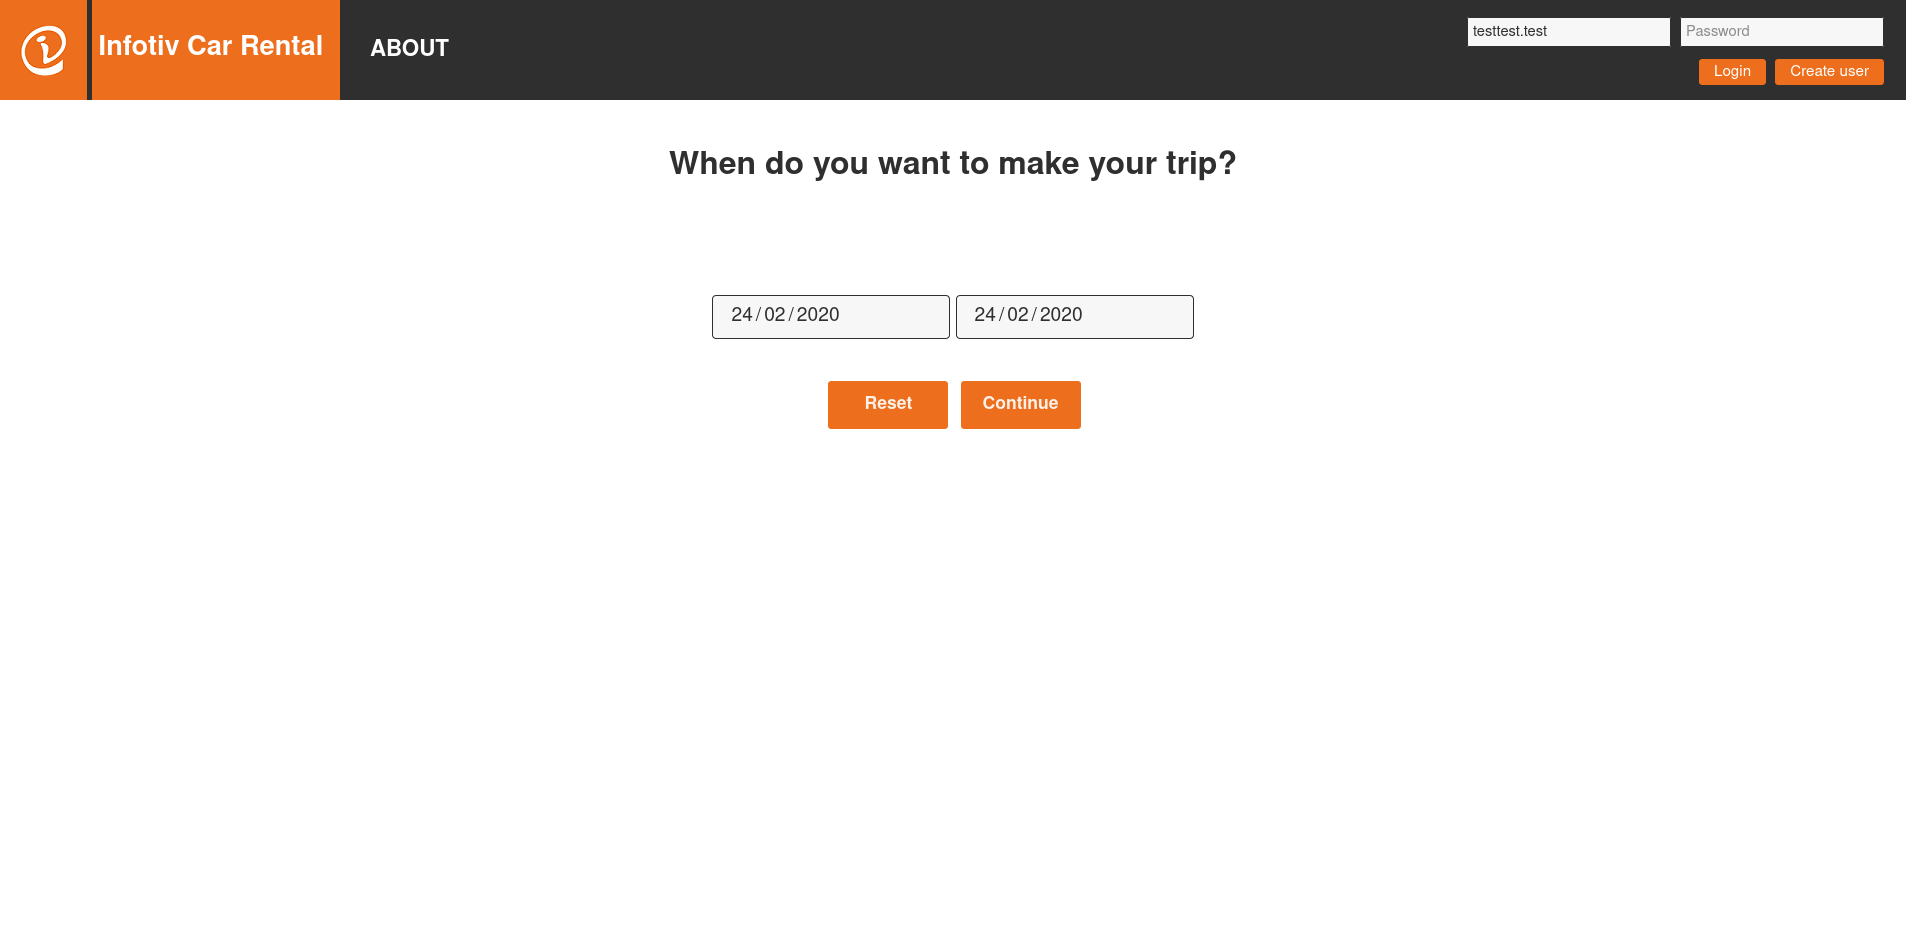 Infotiv Car Rental
ABOUT
testtest.test
Password
Login
Create user
When do you want to make your trip?
24/02/2020
24/02/2020
Reset
Continue